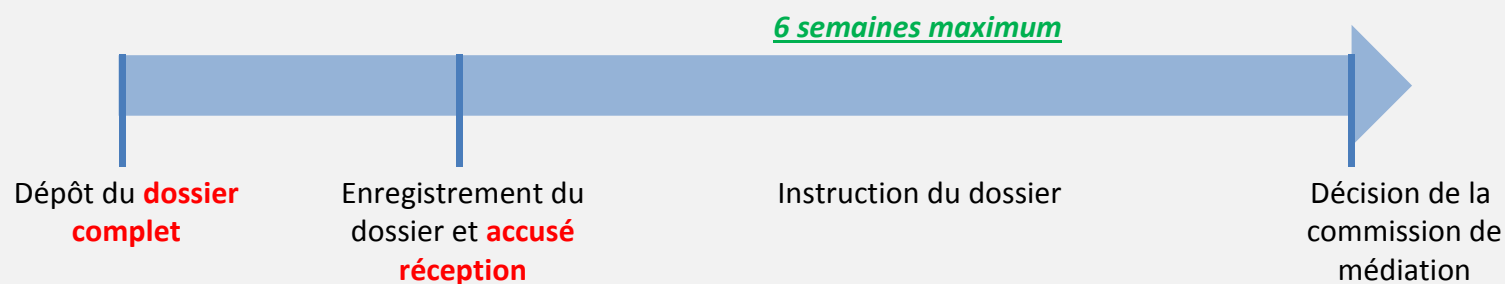 6 semaines maximum
Dépôt du dossier
complet
Enregistrement du
dossier et accusé
réception
Instruction du dossier
Décision de la
commission de
médiation